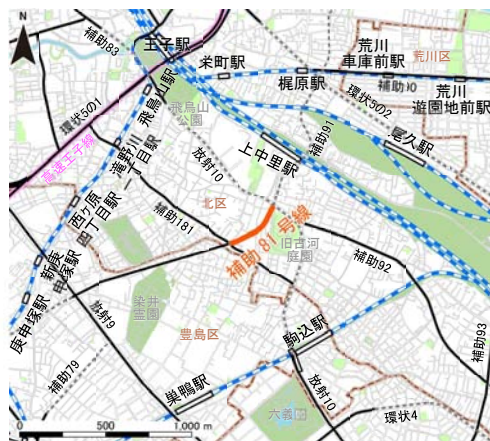 N
補助83
王子駅
栄町駅
荒川
車庫前駅
荒川区
梶原駅
補助90
荒川
遊園地前駅
環状5の1
飛鳥山駅
飛鳥山
公園
環状5の2
補助91
尾久駅
高速王子線
滝野川
一丁目駅
放射10
上中里駅
西ヶ原
四丁目駅
補助181
北区
補助81号線
旧古河
庭園
補助92
新庚
申塚駅
庚申塚駅
放射9
染井
霊園
豊島区
駒込駅
補助93
補助79
巣鴨駅
放射10
六義園
環状4
0
500
1,000 m